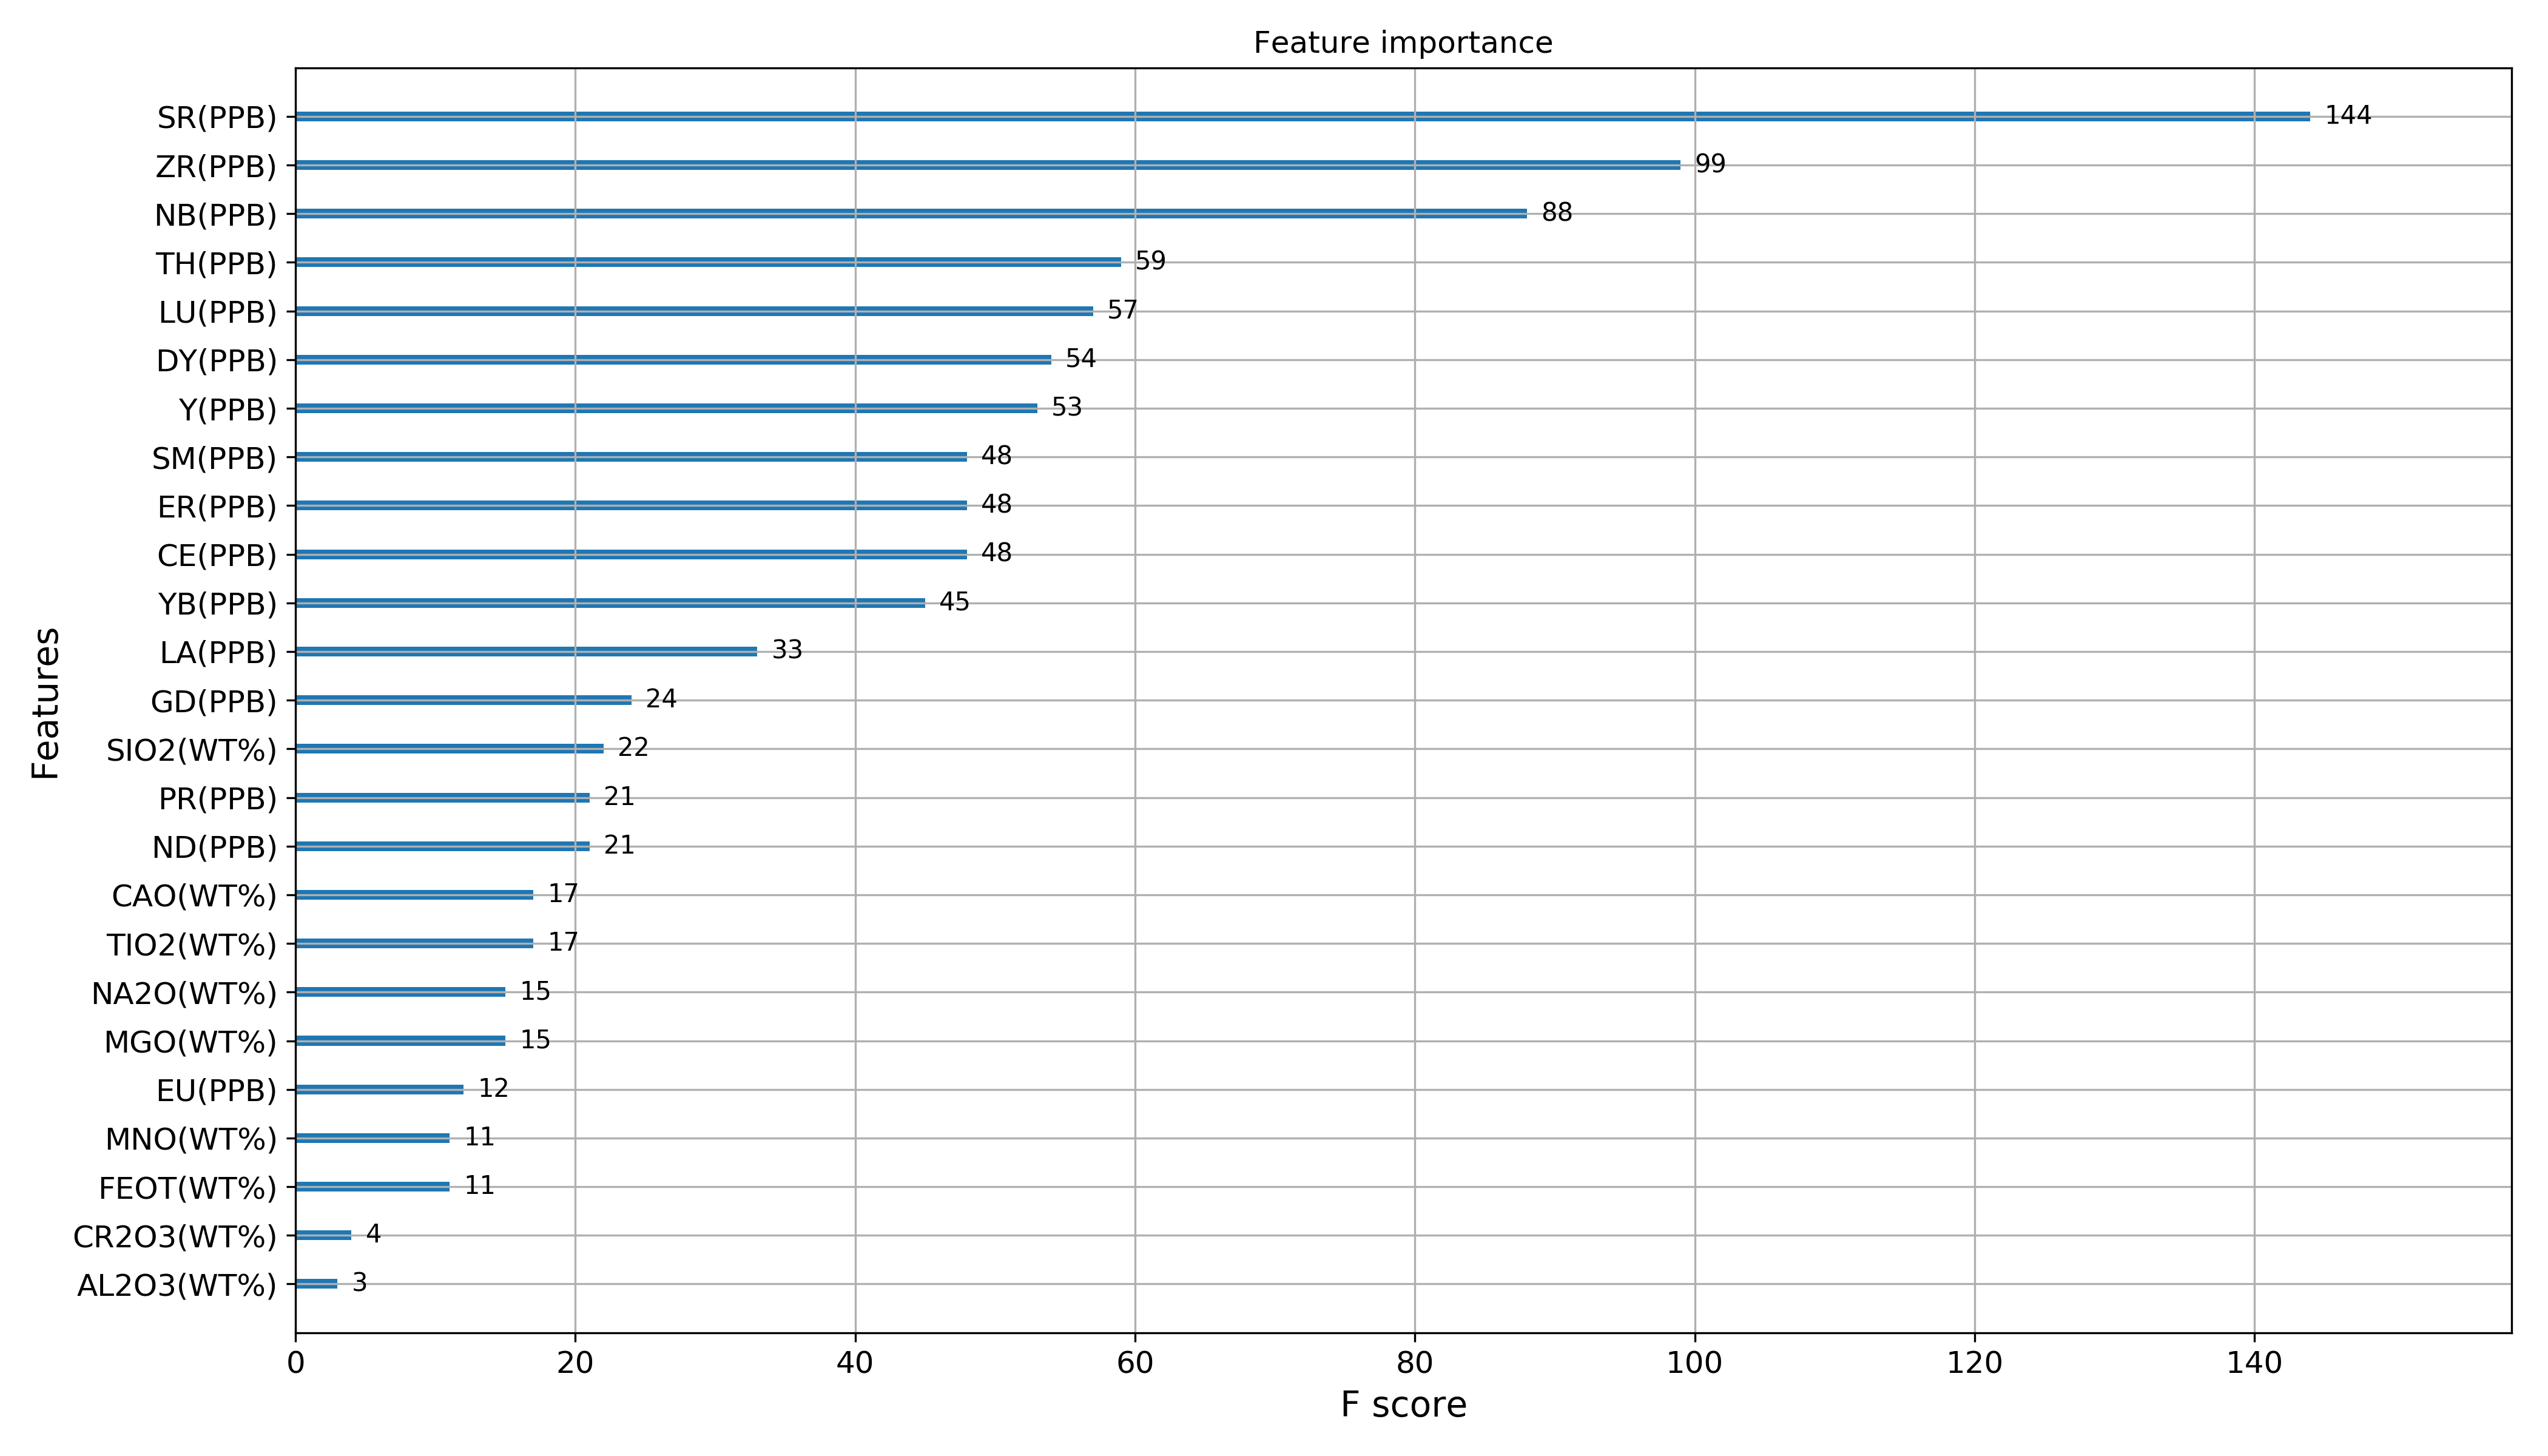 Feature importance
SR(PPB) 144
ZR(PPB) 99
NB(PPB) 88
TH(PPB) 59
LU(PPB) 57
DY(PPB) 54
Y(PPB) 53
SM(PPB) 48
ER(PPB) 48
CE(PPB) 48
YB(PPB) 45
LA(PPB) 33
GD(PPB) 24
SIO2(WT%) 22
PR(PPB) 21
ND(PPB) 21
CAO(WT%) 17
TIO2(WT%) 17
NA2O(WT%) 15
MGO(WT%) 15
EU(PPB) 12
MNO(WT%) 11
FEOT(WT%) 11
CR2O3(WT%) 4
AL2O3(WT%) 3
Features
0 20 40 60 80 100 120 140
F score